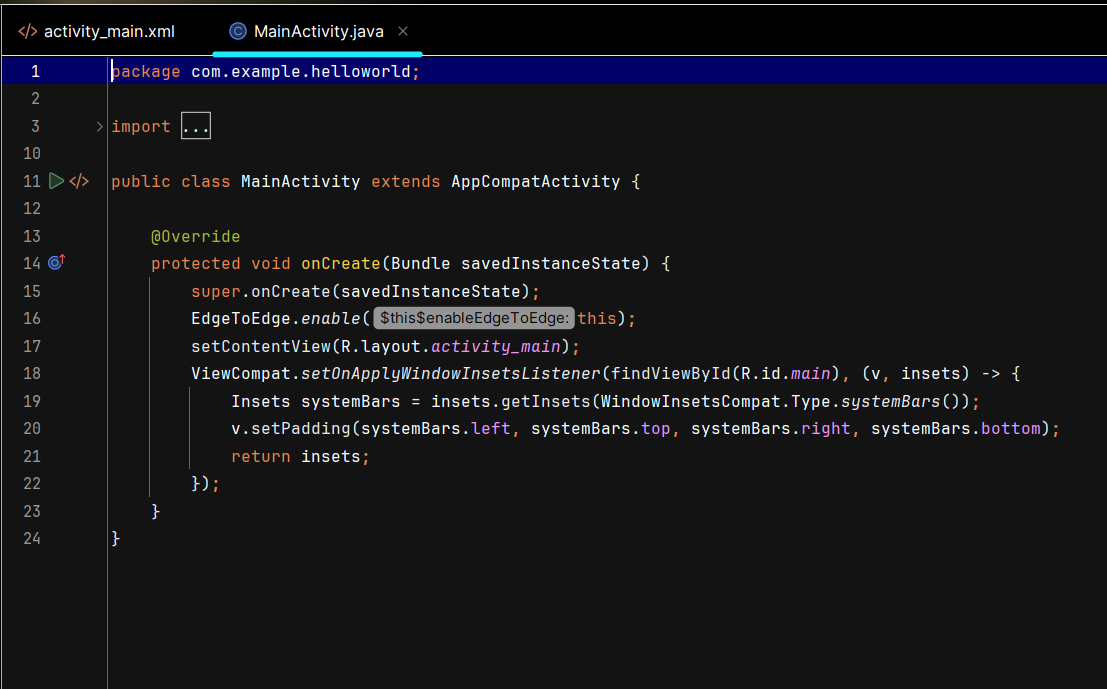 </> activity_main.xml © MainActivity.java ×
1 package com.example.helloworld;
2
3 > import ...
10
11 </> public class MainActivity extends AppCompatActivity {
12
13 @Override
14 protected void onCreate(Bundle savedInstanceState) {
15 super.onCreate(savedInstanceState);
16 EdgeToEdge.enable( $this$enableEdgeToEdge: this);
17 setContentView(R.layout.activity_main);
18 ViewCompat.setOnApplyWindowInsetsListener(findViewById(R.id.main), (v, insets) -> {
19 Insets systemBars = insets.getInsets(WindowInsetsCompat.Type.systemBars());
20 v.setPadding(systemBars.left, systemBars.top, systemBars.right, systemBars.bottom);
21 return insets;
22 });
23 }
24 }